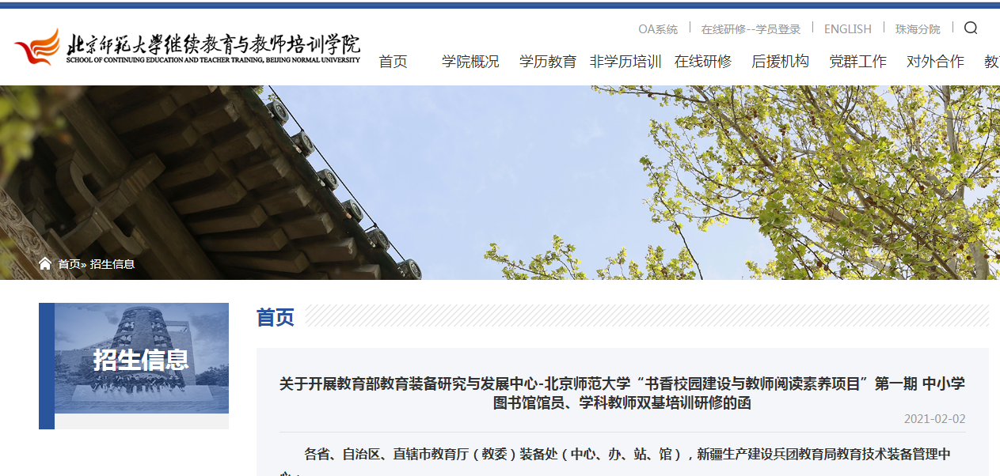 OA系统 在线研修--学员登录 ENGLISH 珠海分院
北京师范大学继续教育与教师培训学院
SCHOOL OF CONTINUING EDUCATION AND TEACHER TRAINING, BEIJING NORMAL UNIVERSITY
首页 学院概况 学历教育 非学历培训 在线研修 后援机构 党群工作 对外合作 教
首页» 招生信息
招生信息
首页
关于开展教育部教育装备研究与发展中心-北京师范大学“书香校园建设与教师阅读素养项目”第一期 中小学
图书馆馆员、学科教师双基培训研修的函
2021-02-02
各省、自治区、直辖市教育厅（教委）装备处（中心、办、站、馆），新疆生产建设兵团教育局教育技术装备管理中